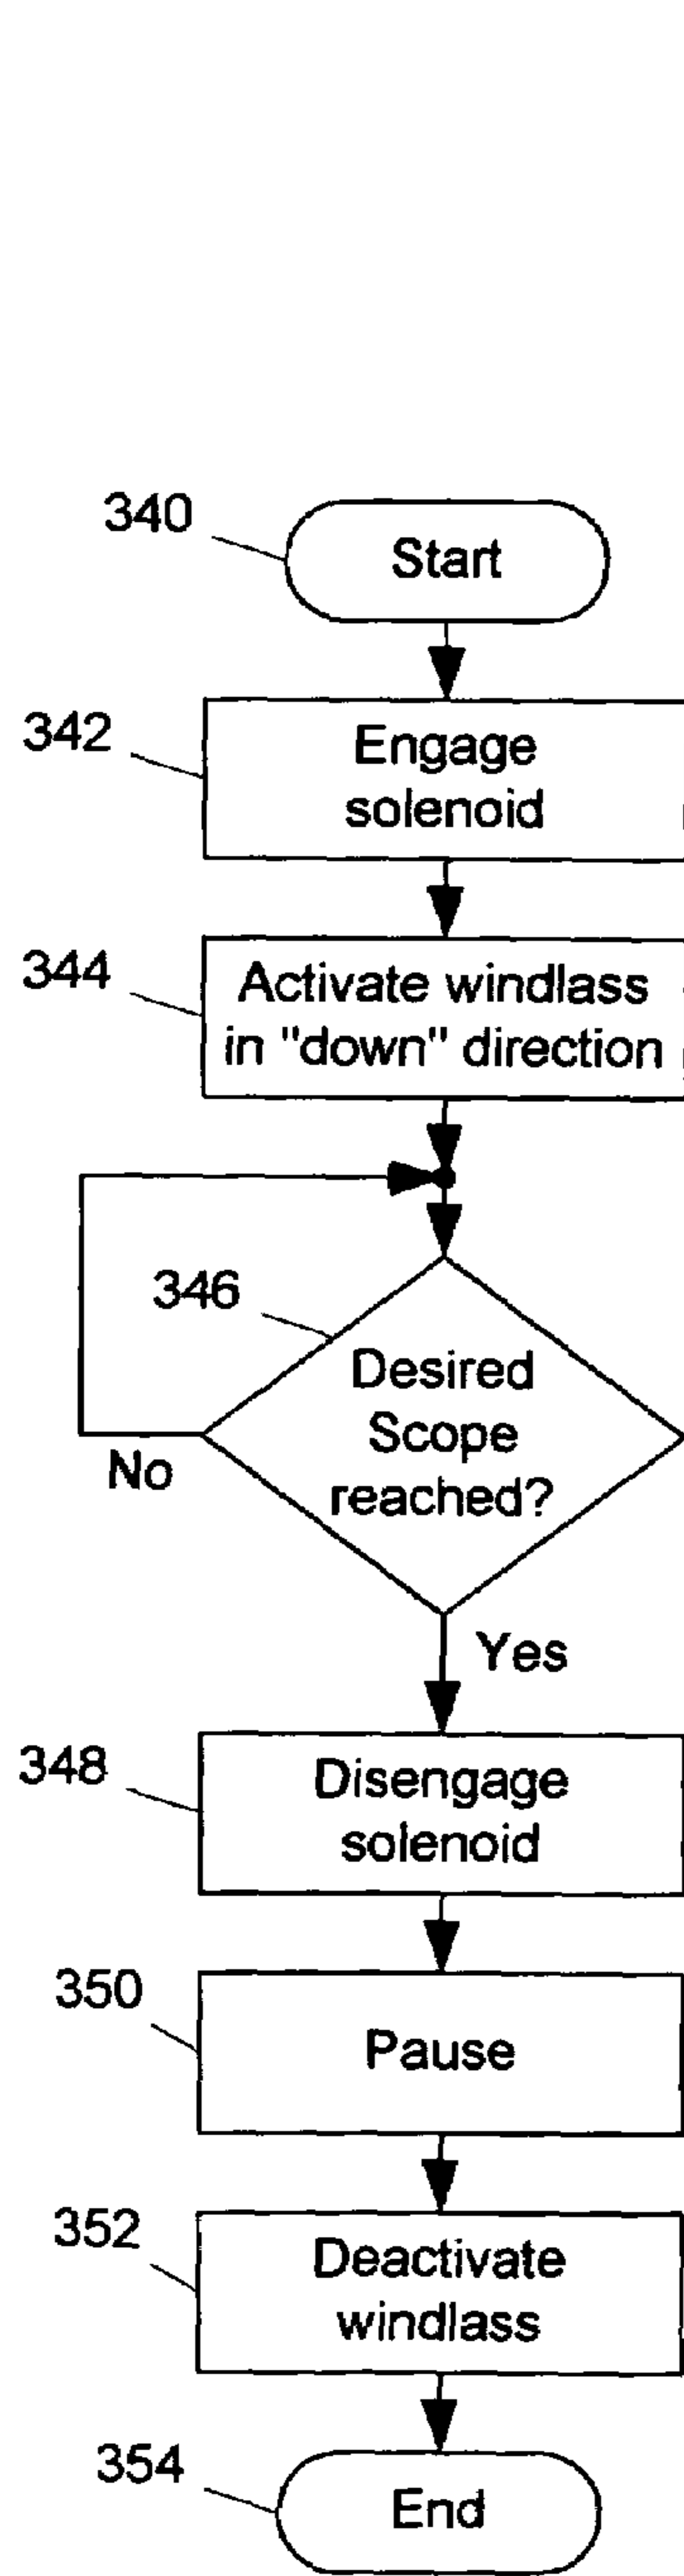 340
Start
342
Engage
solenoid
344
Activate windlass
in "down" direction
346
Desired
Scope
reached?
No
Yes
348
Disengage
solenoid
350
Pause
352
Deactivate
windlass
354
End